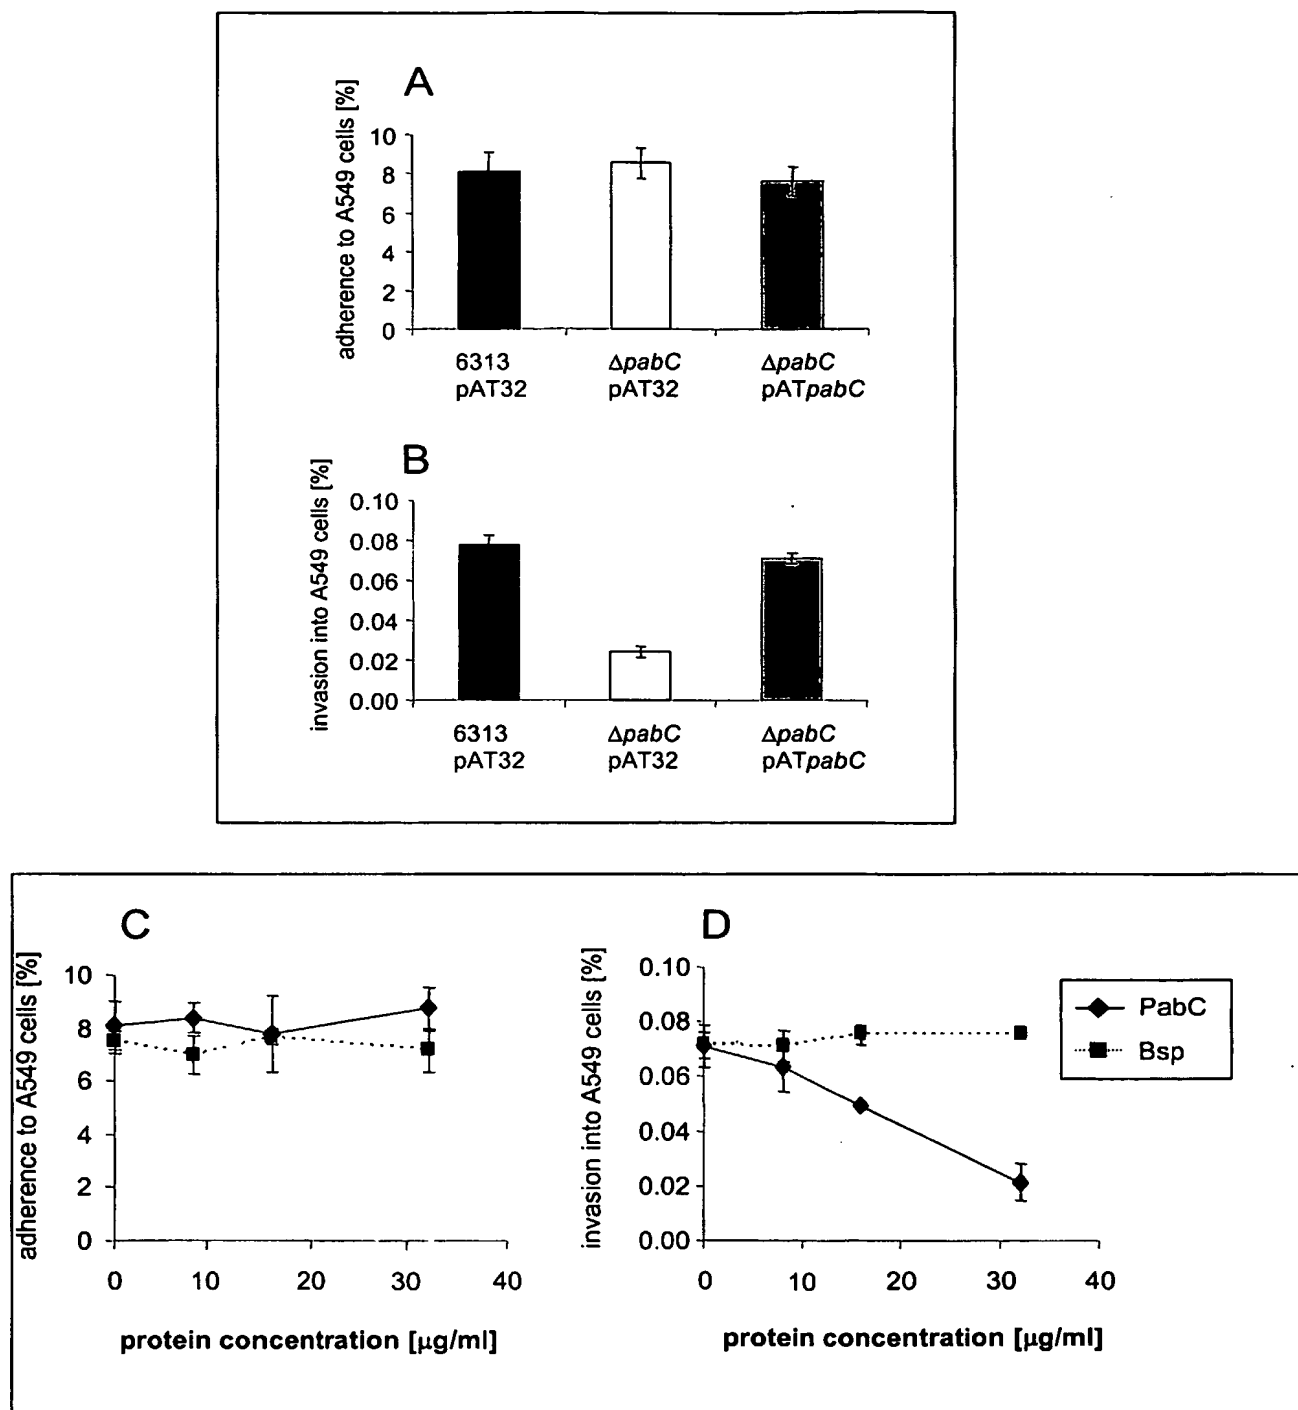 A
adherence to A549 cells [%]
10
8
6
4
2
0
6313 ΔpabC ΔpabC
pAT32 pAT32 pATpabC
B
invasion into A549 cells [%]
0.10
0.08
0.06
0.04
0.02
0.00
6313 ΔpabC ΔpabC
pAT32 pAT32 pATpabC
C
adherence to A549 cells [%]
10
8
6
4
2
0
0 10 20 30 40
protein concentration [μg/ml]
D
invasion into A549 cells [%]
0.10
0.08
0.06
0.04
0.02
0.00
0 10 20 30 40
protein concentration [μg/ml]
PabC
Bsp